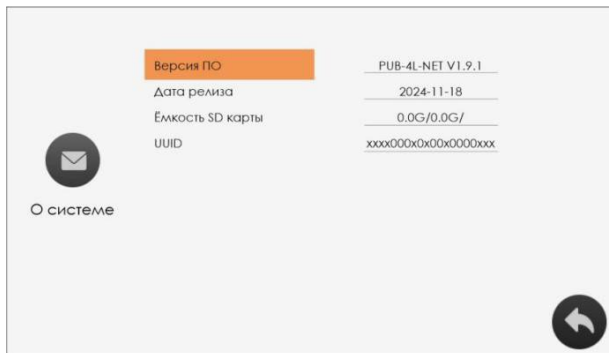 Версия ПО PUB-4L-NET V1.9.1
Дата релиза 2024-11-18
Ёмкость SD карты 0.0G/0.0G/
UUID xxxx000x0x00x0000xxx
О системе